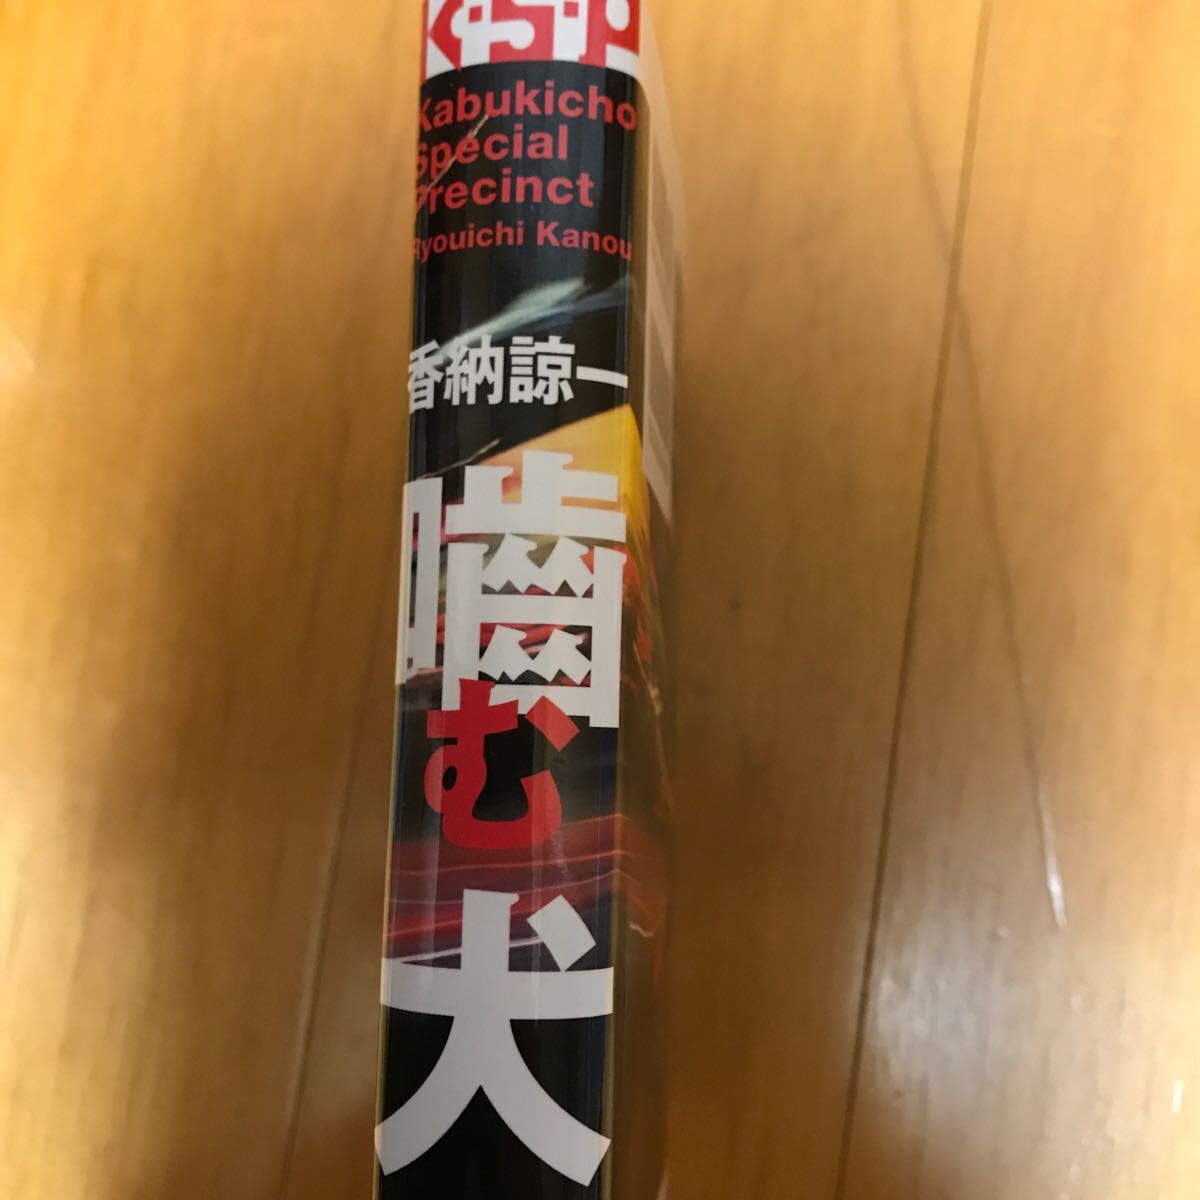 K・S・P
Kabukicho
Special
Precinct
Ryouichi Kanou
香納諒一
噛む犬